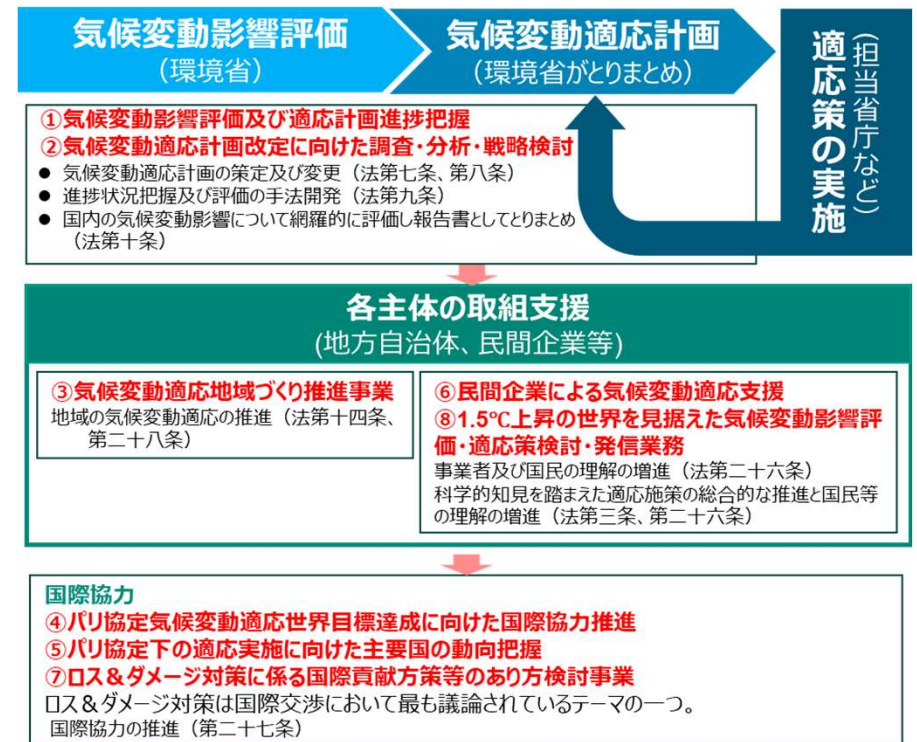 気候変動影響評価
（環境省）
気候変動適応計画
（環境省がとりまとめ）
適応策の実施
（担当省庁など）
①気候変動影響評価及び適応計画進捗把握
②気候変動適応計画改定に向けた調査・分析・戦略検討
● 気候変動適応計画の策定及び変更（法第七条、第八条）
● 進捗状況把握及び評価の手法開発（法第九条）
● 国内の気候変動影響について網羅的に評価し報告書としてとりまとめ
（法第十条）
各主体の取組支援
(地方自治体、民間企業等)
③気候変動適応地域づくり推進事業
地域の気候変動適応の推進（法第十四条、
第二十八条）
⑥民間企業による気候変動適応支援
⑧1.5℃上昇の世界を見据えた気候変動影響評
価・適応策検討・発信業務
事業者及び国民の理解の増進（法第二十六条）
科学的知見を踏まえた適応施策の総合的な推進と国民等
の理解の増進（法第三条、第二十六条）
国際協力
④パリ協定気候変動適応世界目標達成に向けた国際協力推進
⑤パリ協定下の適応実施に向けた主要国の動向把握
⑦ロス＆ダメージ対策に係る国際貢献方策等のあり方検討事業
ロス＆ダメージ対策は国際交渉において最も議論されているテーマの一つ。
国際協力の推進（第二十七条）